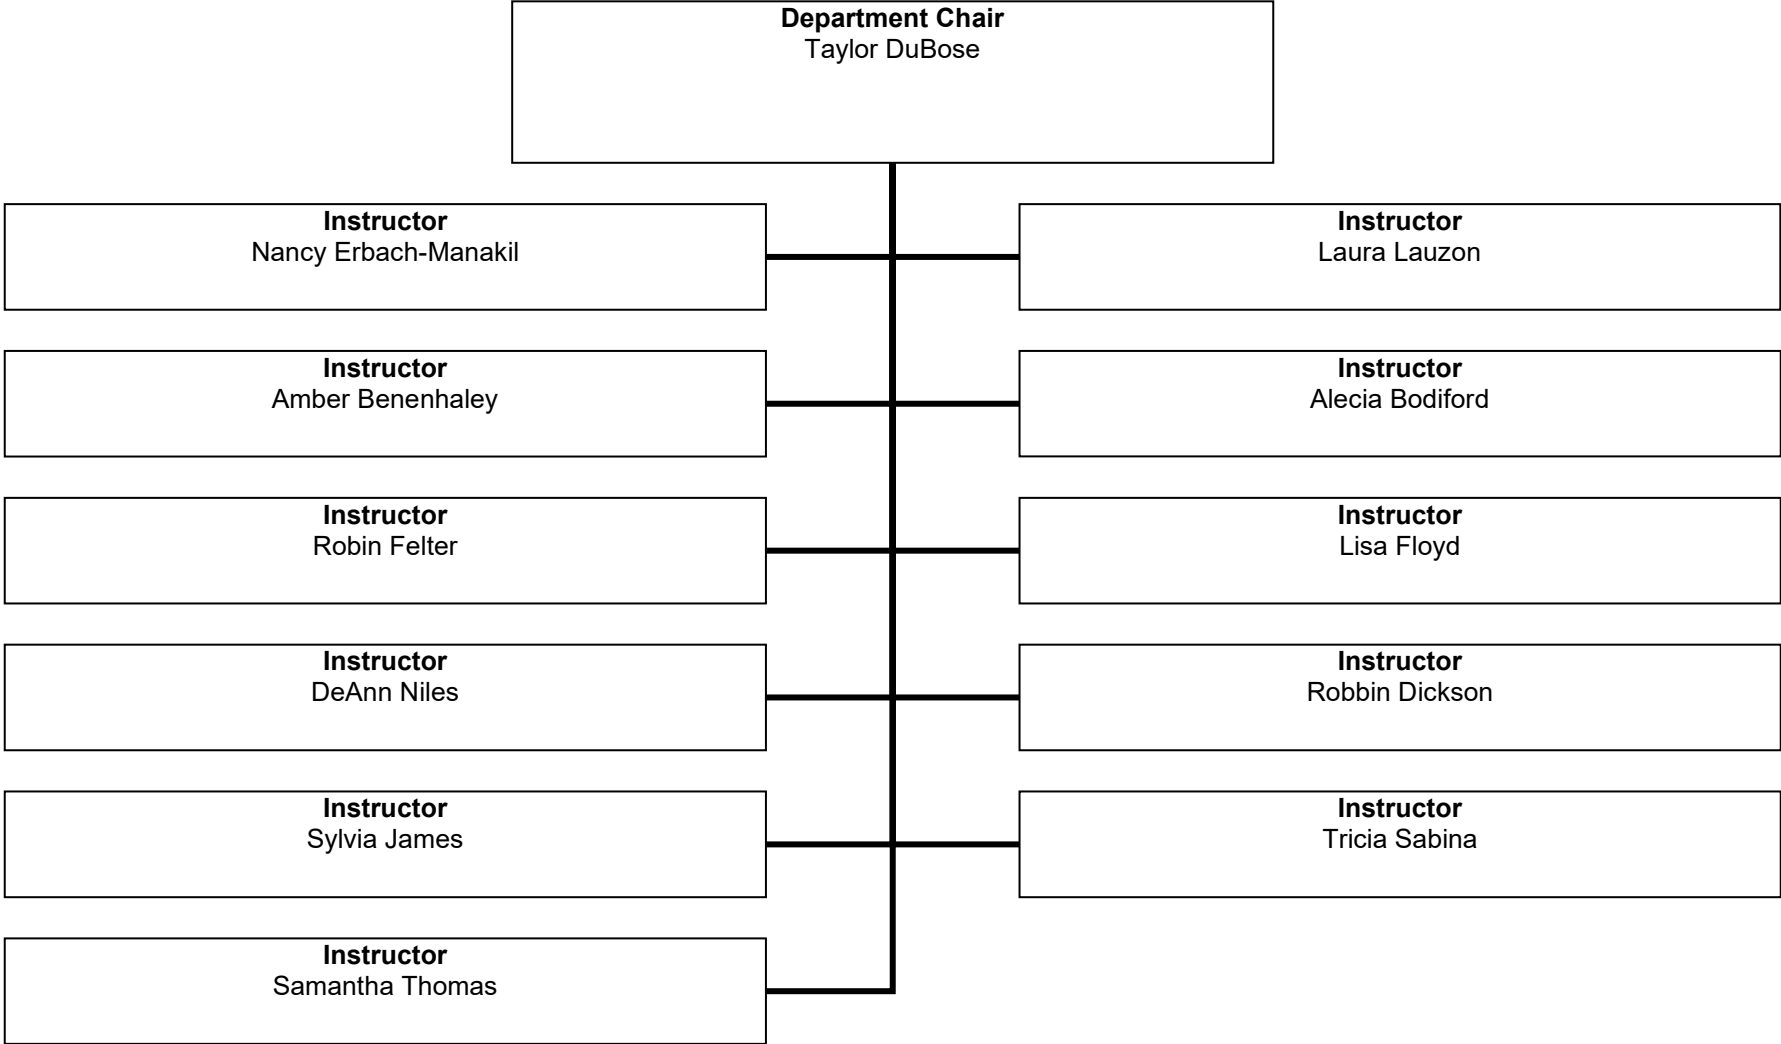 Department Chair
Taylor DuBose
Instructor
Nancy Erbach-Manakil
Instructor
Laura Lauzon
Instructor
Amber Benenhaley
Instructor
Alecia Bodiford
Instructor
Robin Felter
Instructor
Lisa Floyd
Instructor
DeAnn Niles
Instructor
Robbin Dickson
Instructor
Sylvia James
Instructor
Tricia Sabina
Instructor
Samantha Thomas